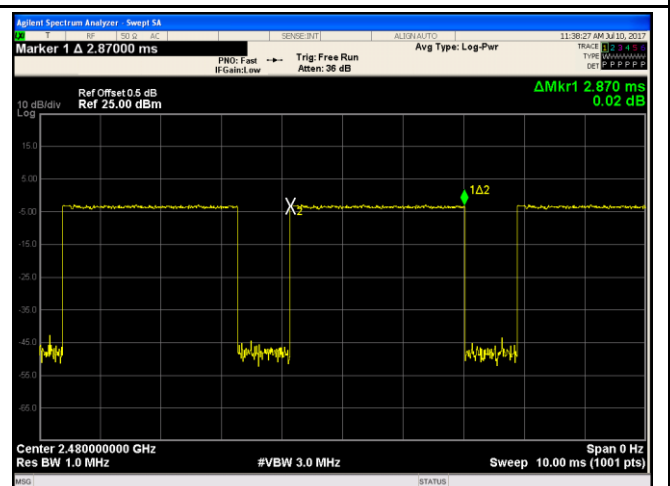 Agilent Spectrum Analyzer - Swept SA
T RF 50 Ω AC SENSE:INT ALIGNAUTO 11:38:27 AM Jul 10, 2017
Marker 1 Δ 2.87000 ms
Avg Type: Log-Pwr
TRACE 1 2 3 4 5 6
TYPE
DET P P P P P P
PNO: Fast Trig: Free Run
IFGain:Low Atten: 36 dB
ΔMkr1 2.870 ms
0.02 dB
Ref Offset 0.5 dB
10 dB/div Ref 25.00 dBm
Log
15.0
5.00
1Δ2
X2
-5.00
-15.0
-25.0
-35.0
-45.0
-55.0
-65.0
Center 2.480000000 GHz Span 0 Hz
Res BW 1.0 MHz #VBW 3.0 MHz Sweep 10.00 ms (1001 pts)
MSG STATUS